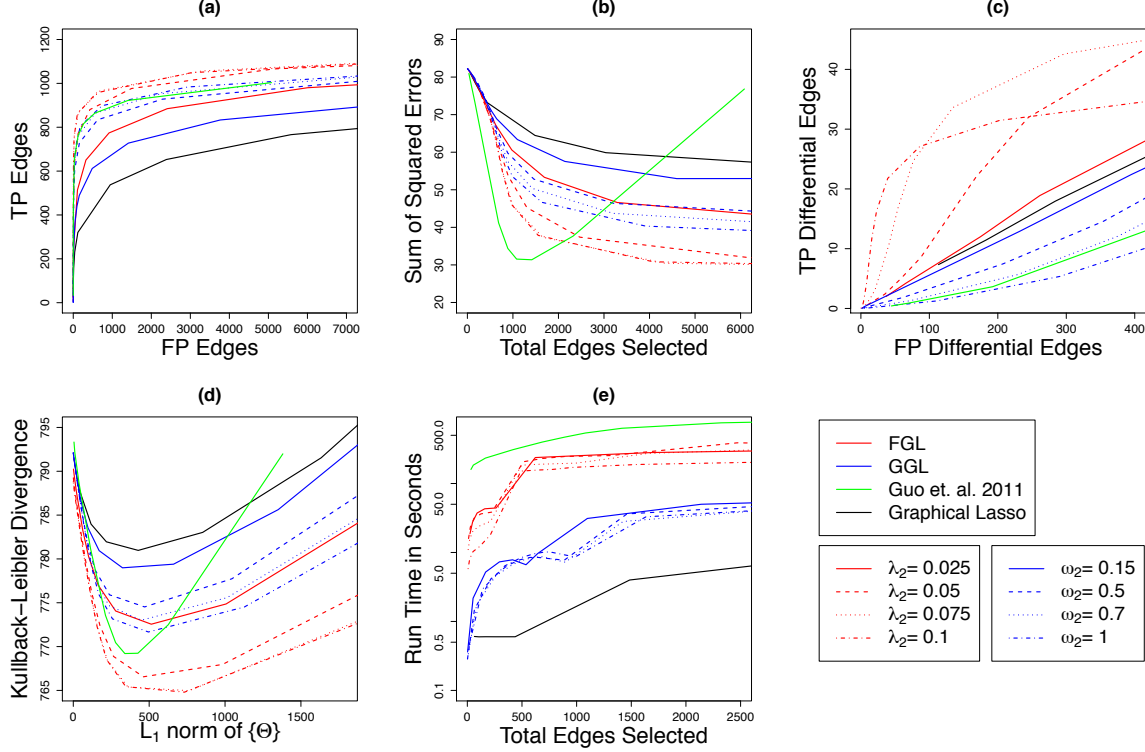 (a)
TP Edges
1200
1000
800
600
400
200
0
0 1000 2000 3000 4000 5000 6000 7000
FP Edges
(b)
Sum of Squared Errors
90
80
70
60
50
40
30
20
0 1000 2000 3000 4000 5000 6000
Total Edges Selected
(c)
TP Differential Edges
40
30
20
10
0
0 100 200 300 400
FP Differential Edges
(d)
Kullback–Leibler Divergence
795
790
785
780
775
770
765
0 500 1000 1500
L₁ norm of {Θ}
(e)
Run Time in Seconds
500.0
50.0
5.0
0.5
0.1
0 500 1000 1500 2000 2500
Total Edges Selected
FGL
GGL
Guo et. al. 2011
Graphical Lasso
λ₂= 0.025
λ₂= 0.05
λ₂= 0.075
λ₂= 0.1
ω₂= 0.15
ω₂= 0.5
ω₂= 0.7
ω₂= 1